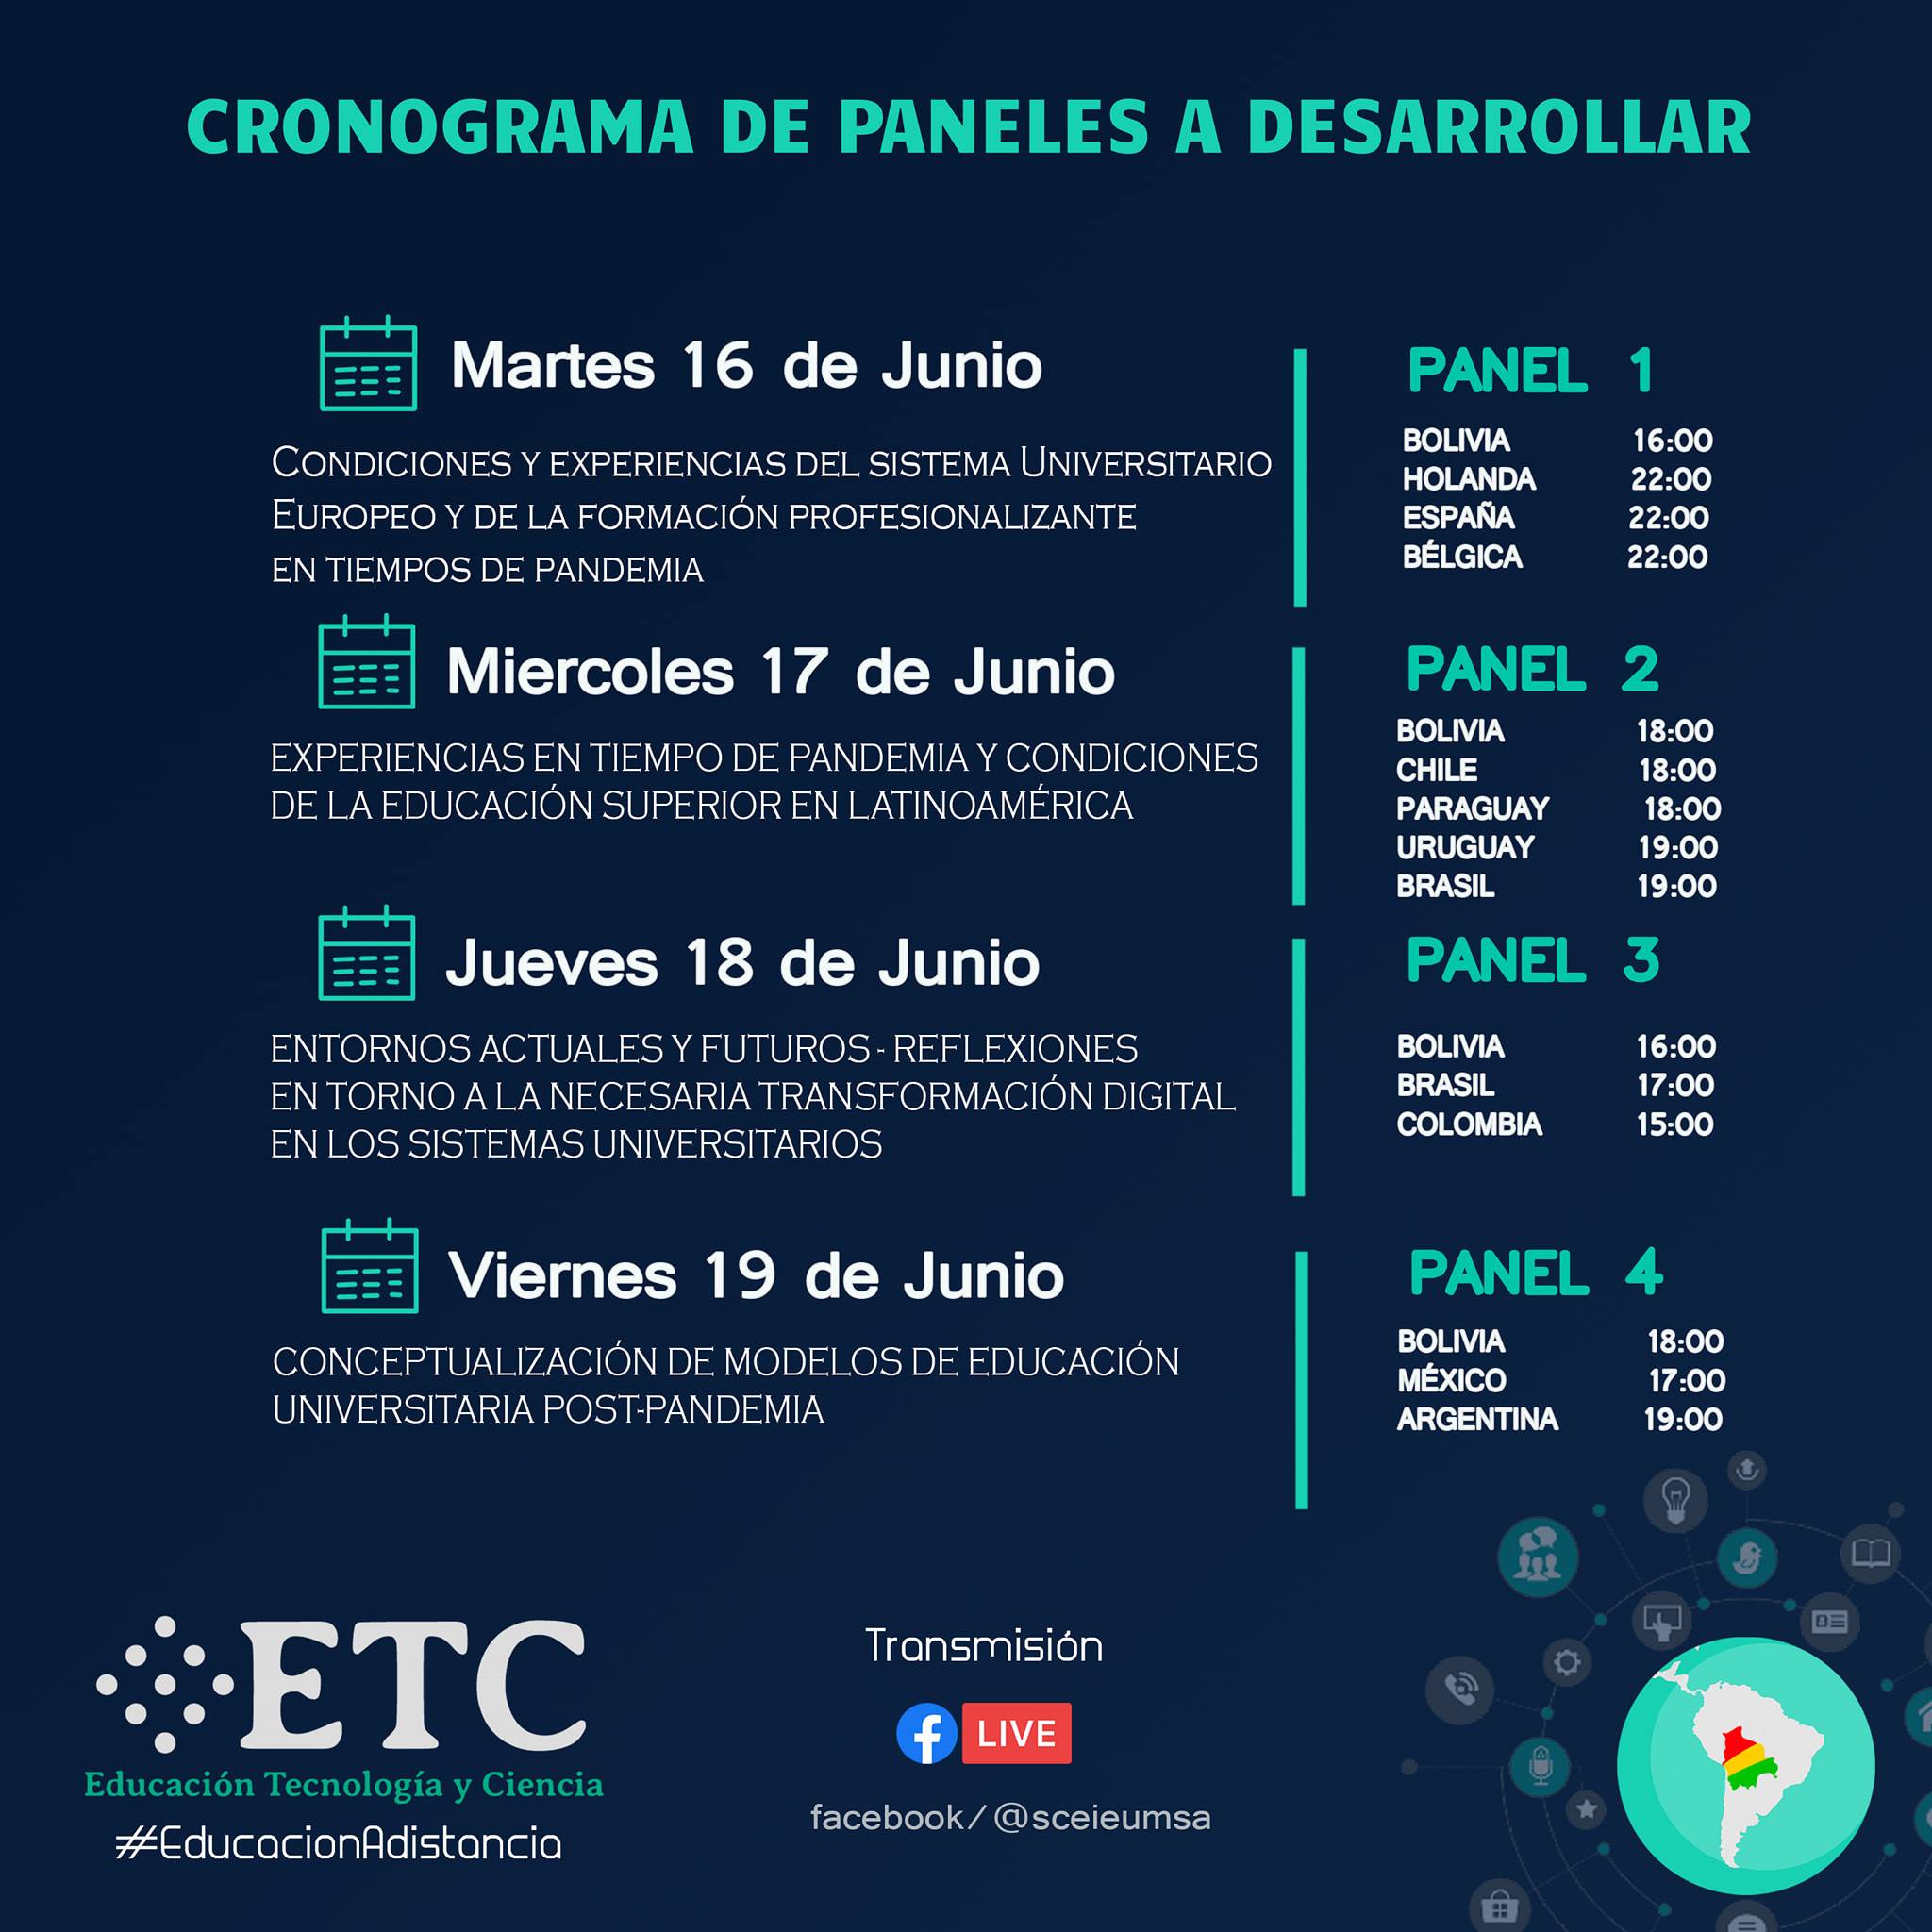 CRONOGRAMA DE PANELES A DESARROLLAR
Martes 16 de Junio
CONDICIONES Y EXPERIENCIAS DEL SISTEMA UNIVERSITARIO
EUROPEO Y DE LA FORMACIÓN PROFESIONALIZANTE
EN TIEMPOS DE PANDEMIA
PANEL 1
BOLIVIA 16:00
HOLANDA 22:00
ESPAÑA 22:00
BÉLGICA 22:00
Miercoles 17 de Junio
EXPERIENCIAS EN TIEMPO DE PANDEMIA Y CONDICIONES
DE LA EDUCACIÓN SUPERIOR EN LATINOAMÉRICA
PANEL 2
BOLIVIA 18:00
CHILE 18:00
PARAGUAY 18:00
URUGUAY 19:00
BRASIL 19:00
Jueves 18 de Junio
ENTORNOS ACTUALES Y FUTUROS - REFLEXIONES
EN TORNO A LA NECESARIA TRANSFORMACIÓN DIGITAL
EN LOS SISTEMAS UNIVERSITARIOS
PANEL 3
BOLIVIA 16:00
BRASIL 17:00
COLOMBIA 15:00
Viernes 19 de Junio
CONCEPTUALIZACIÓN DE MODELOS DE EDUCACIÓN
UNIVERSITARIA POST-PANDEMIA
PANEL 4
BOLIVIA 18:00
MÉXICO 17:00
ARGENTINA 19:00
ETC
Educación Tecnología y Ciencia
#EducacionAdistancia
Transmisión
f LIVE
facebook/@sceieumsa